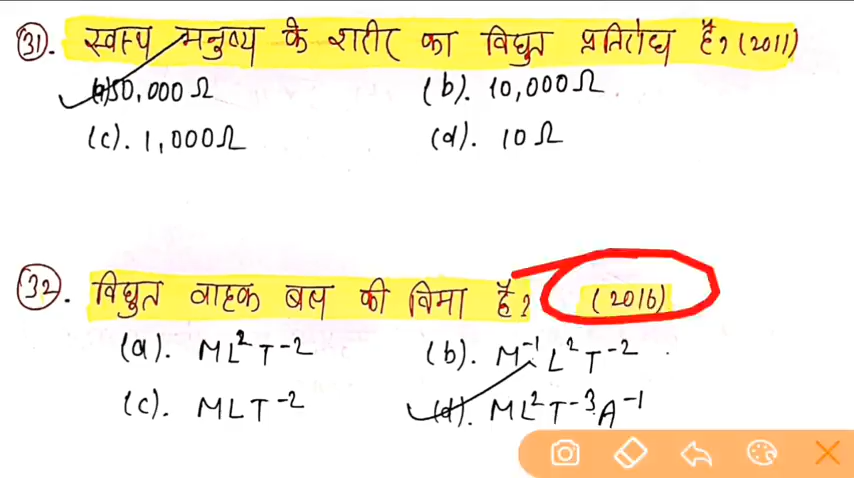 (31). स्वस्थ मनुष्य के शरीर का विद्युत प्रतिरोध है? (2011)
(a) 50,000 Ω (b). 10,000 Ω
(c). 1,000 Ω (d). 10 Ω
(32). विद्युत वाहक बल की विमा है? (2016)
(a). ML²T⁻² (b). M⁻¹L²T⁻²
(c). MLT⁻² (d). ML²T⁻³A⁻¹